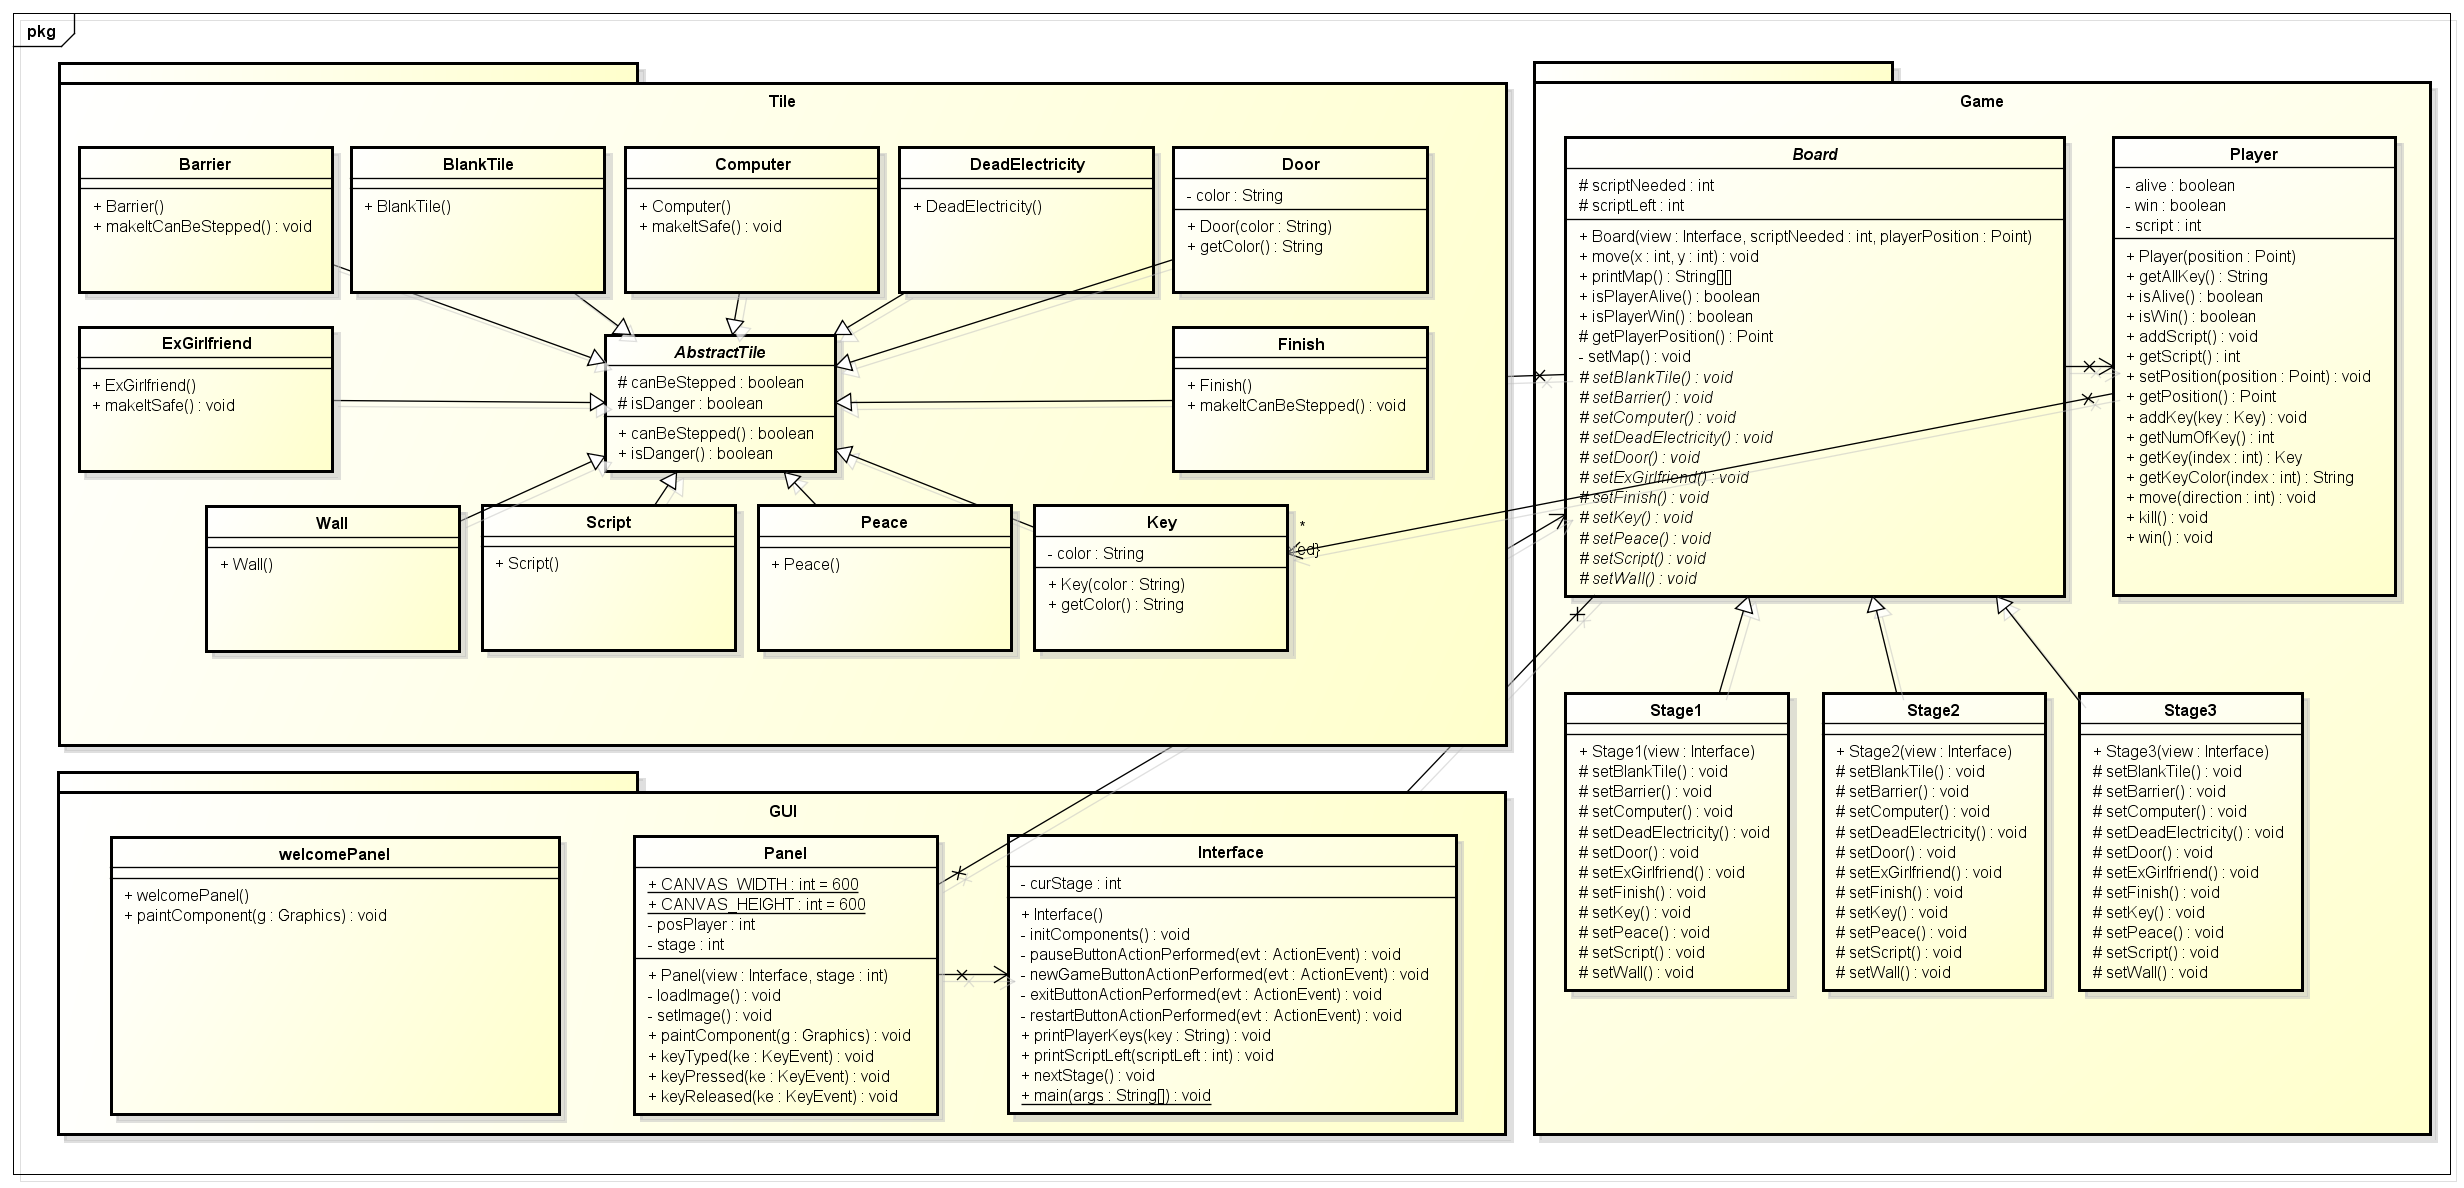 pkg
Tile
Barrier
+ Barrier()
+ makeItCanBeStepped() : void
BlankTile
+ BlankTile()
Computer
+ Computer()
+ makeItSafe() : void
DeadElectricity
+ DeadElectricity()
Door
- color : String
+ Door(color : String)
+ getColor() : String
ExGirlfriend
+ ExGirlfriend()
+ makeItSafe() : void
AbstractTile
# canBeStepped : boolean
# isDanger : boolean
+ canBeStepped() : boolean
+ isDanger() : boolean
Finish
+ Finish()
+ makeItCanBeStepped() : void
Wall
+ Wall()
Script
+ Script()
Peace
+ Peace()
Key
- color : String
+ Key(color : String)
+ getColor() : String
*
Game
Board
# scriptNeeded : int
# scriptLeft : int
+ Board(view : Interface, scriptNeeded : int, playerPosition : Point)
+ move(x : int, y : int) : void
+ printMap() : String[][]
+ isPlayerAlive() : boolean
+ isPlayerWin() : boolean
# getPlayerPosition() : Point
- setMap() : void
# setBlankTile() : void
# setBarrier() : void
# setComputer() : void
# setDeadElectricity() : void
# setDoor() : void
# setExGirlfriend() : void
# setFinish() : void
# setKey() : void
# setPeace() : void
# setScript() : void
# setWall() : void
Player
- alive : boolean
- win : boolean
- script : int
+ Player(position : Point)
+ getAllKey() : String
+ isAlive() : boolean
+ isWin() : boolean
+ addScript() : void
+ getScript() : int
+ setPosition(position : Point) : void
+ getPosition() : Point
+ addKey(key : Key) : void
+ getNumOfKey() : int
+ getKey(index : int) : Key
+ getKeyColor(index : int) : String
+ move(direction : int) : void
+ kill() : void
+ win() : void
Stage1
+ Stage1(view : Interface)
# setBlankTile() : void
# setBarrier() : void
# setComputer() : void
# setDeadElectricity() : void
# setDoor() : void
# setExGirlfriend() : void
# setFinish() : void
# setKey() : void
# setPeace() : void
# setScript() : void
# setWall() : void
Stage2
+ Stage2(view : Interface)
# setBlankTile() : void
# setBarrier() : void
# setComputer() : void
# setDeadElectricity() : void
# setDoor() : void
# setExGirlfriend() : void
# setFinish() : void
# setKey() : void
# setPeace() : void
# setScript() : void
# setWall() : void
Stage3
+ Stage3(view : Interface)
# setBlankTile() : void
# setBarrier() : void
# setComputer() : void
# setDeadElectricity() : void
# setDoor() : void
# setExGirlfriend() : void
# setFinish() : void
# setKey() : void
# setPeace() : void
# setScript() : void
# setWall() : void
GUI
welcomePanel
+ welcomePanel()
+ paintComponent(g : Graphics) : void
Panel
+ CANVAS_WIDTH : int = 600
+ CANVAS_HEIGHT : int = 600
- posPlayer : int
- stage : int
+ Panel(view : Interface, stage : int)
- loadImage() : void
- setImage() : void
+ paintComponent(g : Graphics) : void
+ keyTyped(ke : KeyEvent) : void
+ keyPressed(ke : KeyEvent) : void
+ keyReleased(ke : KeyEvent) : void
Interface
- curStage : int
+ Interface()
- initComponents() : void
- pauseButtonActionPerformed(evt : ActionEvent) : void
- newGameButtonActionPerformed(evt : ActionEvent) : void
- exitButtonActionPerformed(evt : ActionEvent) : void
- restartButtonActionPerformed(evt : ActionEvent) : void
+ printPlayerKeys(key : String) : void
+ printScriptLeft(scriptLeft : int) : void
+ nextStage() : void
+ main(args : String[]) : void